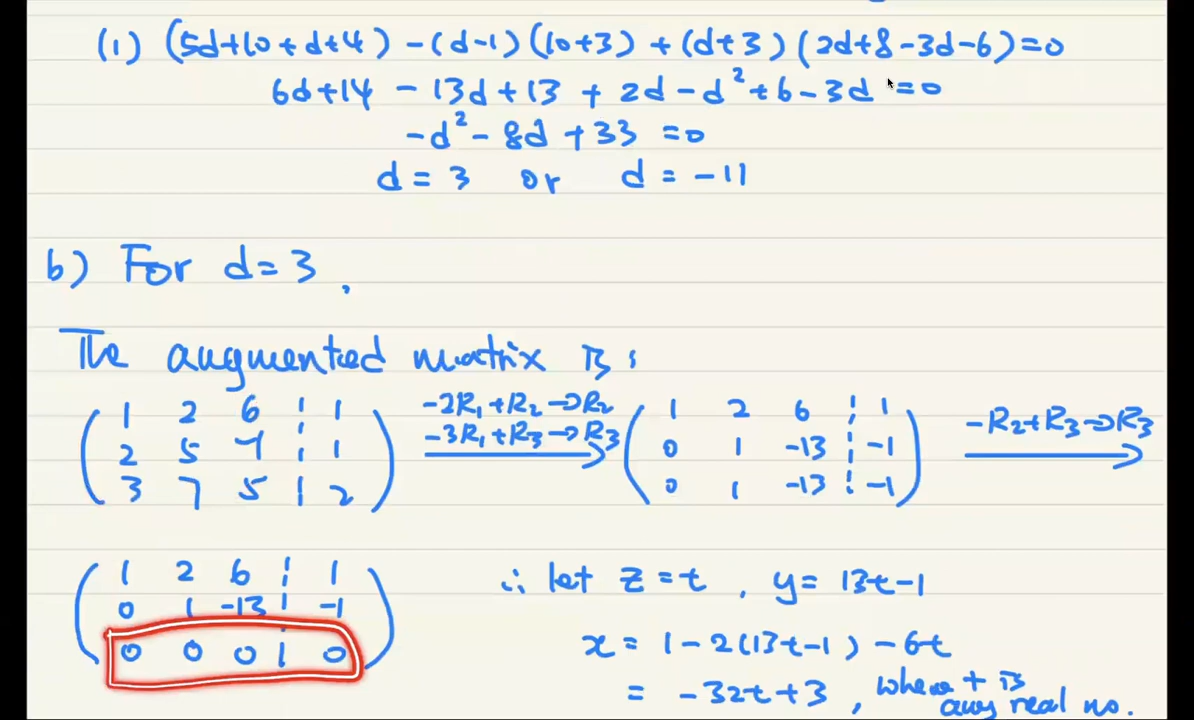 (1) (5d+10+d+4) -(d-1)(10+3) + (d+3)(2d+8-3d-6)=0
6d+14 - 13d+13 + 2d-d²+6-3d=0
-d²-8d+33=0
d=3 or d=-11
b) For d=3,
The augmented matrix is:
( 1 2 6 ¦ 1 ) -2R₁+R₂→R₂ ( 1 2 6 ¦ 1 ) -R₂+R₃→R₃
( 2 5 -1 ¦ 1 ) -3R₁+R₃→R₃ ( 0 1 -13 ¦ -1 )
( 3 7 5 ¦ 2 ) ( 0 1 -13 ¦ -1 )
( 1 2 6 ¦ 1 ) ∴ let z=t, y=13t-1
( 0 1 -13 ¦ -1 )
( 0 0 0 ¦ 0 ) x=1-2(13t-1)-6t
=-32t+3, where t is
any real no.